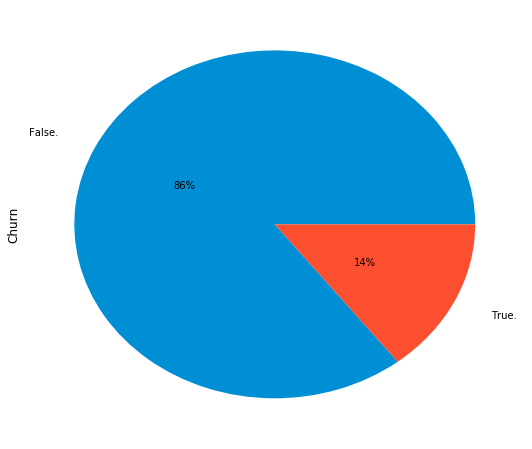 False.
86%
Churn
14%
True.